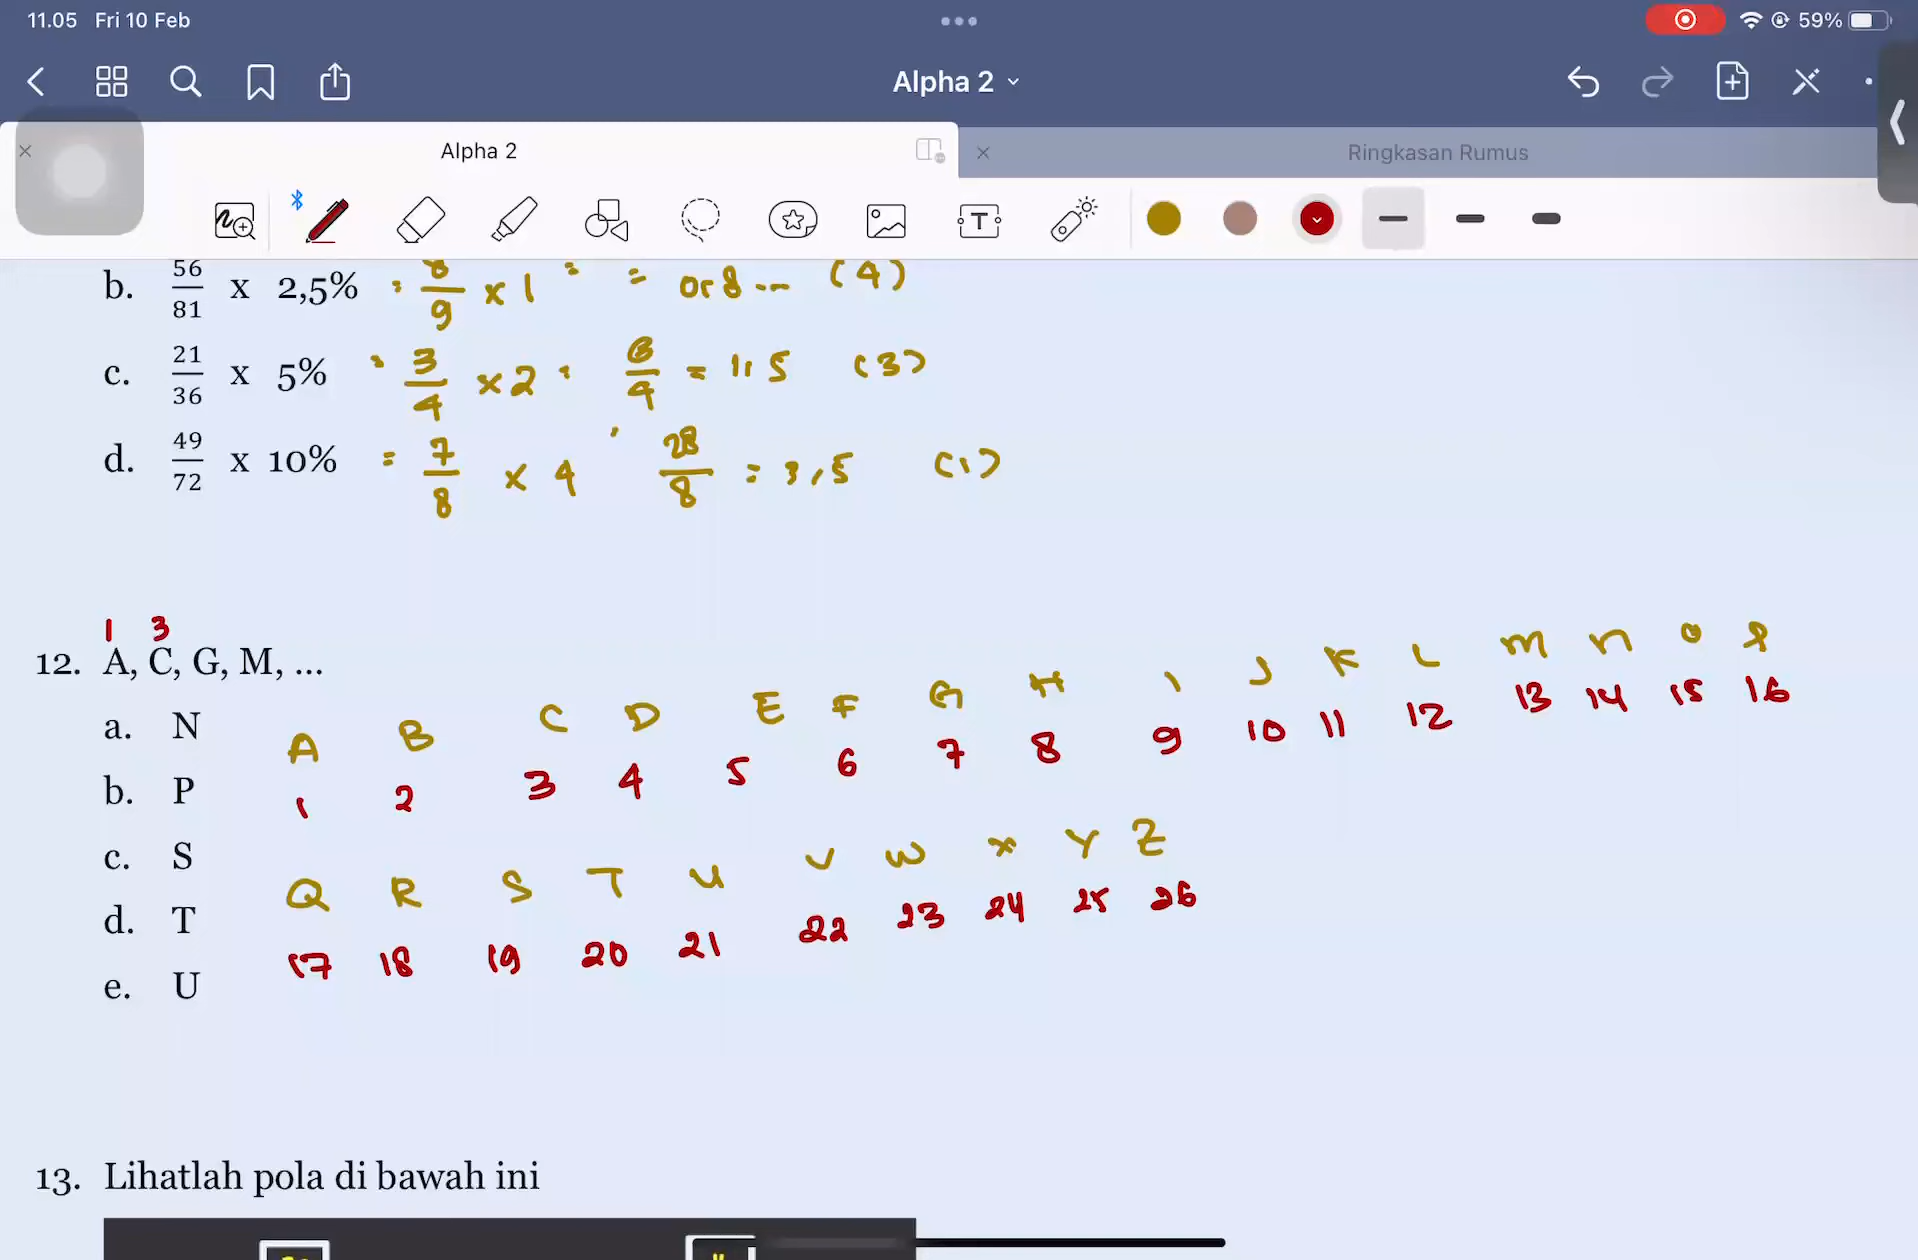 11.05 Fri 10 Feb
59%
Alpha 2
Alpha 2
Ringkasan Rumus
T
b. 56/81 x 2,5% = 8/9 x 1 = = 0,8 ... (4)
c. 21/36 x 5% = 3/4 x 2 = 6/4 = 1,5 (3)
d. 49/72 x 10% = 7/8 x 4 = 28/8 = 3,5 (1)
1 3
12. A, C, G, M, ...
a. N
b. P
c. S
d. T
e. U
A B C D E F G H I J K L M N O P
1 2 3 4 5 6 7 8 9 10 11 12 13 14 15 16
Q R S T U V W X Y Z
17 18 19 20 21 22 23 24 25 26
13. Lihatlah pola di bawah ini